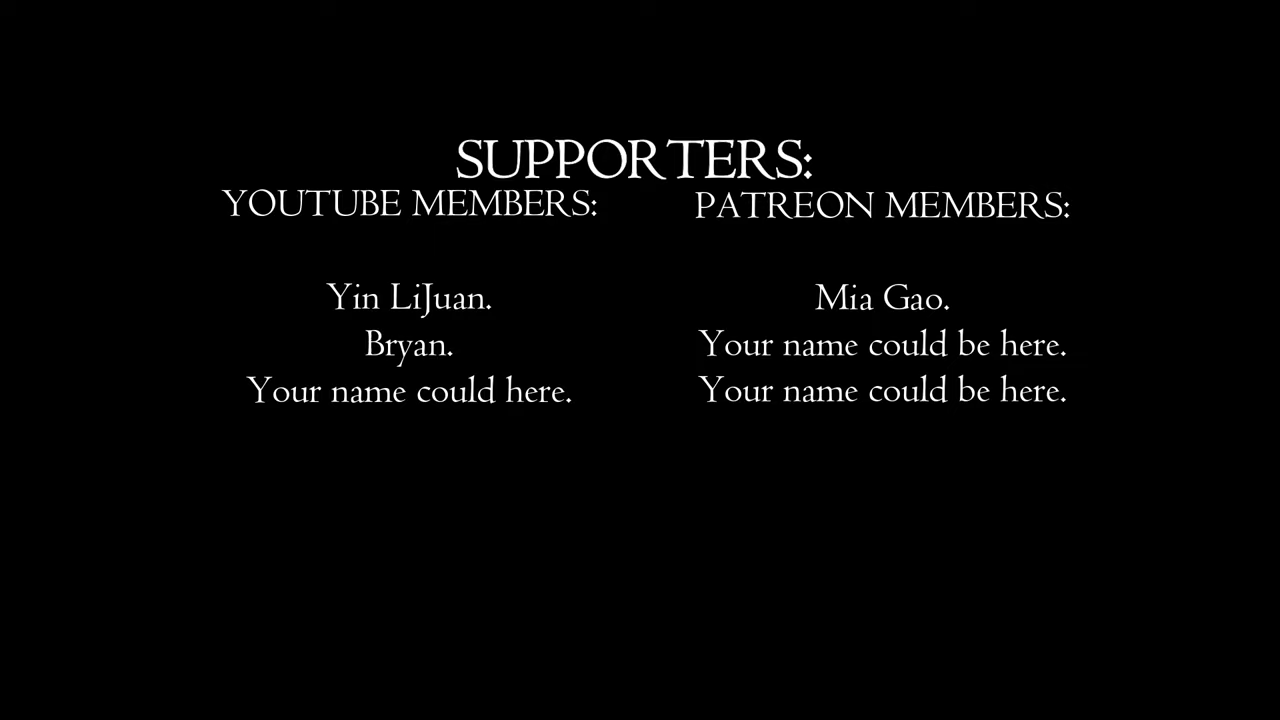 SUPPORTERS:
YOUTUBE MEMBERS:
Yin LiJuan.
Bryan.
Your name could here.
PATREON MEMBERS:
Mia Gao.
Your name could be here.
Your name could be here.